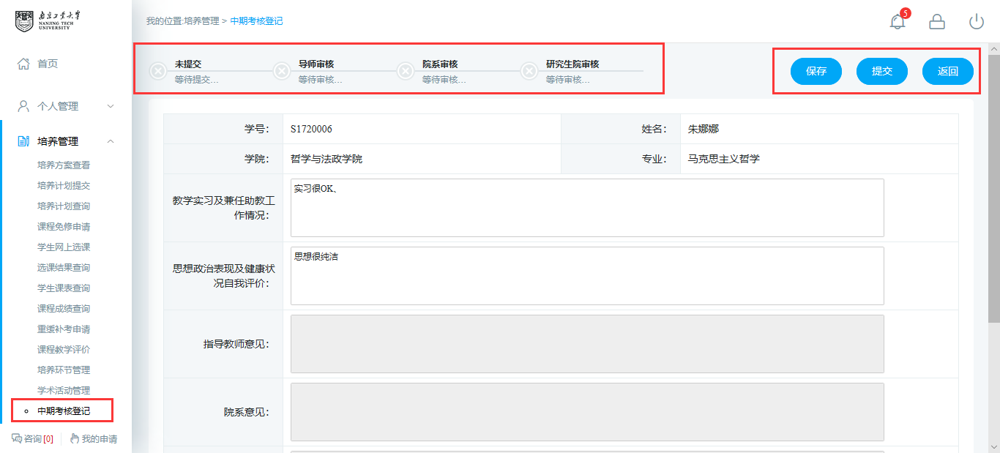 南京工业大学
NANJING TECH
UNIVERSITY
我的位置:培养管理 > 中期考核登记
5
首页
个人管理
培养管理
培养方案查看
培养计划提交
培养计划查询
课程免修申请
学生网上选课
选课结果查询
学生课表查询
课程成绩查询
重缓补考申请
课程教学评价
培养环节管理
学术活动管理
中期考核登记
咨询[0]
我的申请
未提交
等待提交...
导师审核
等待审核...
院系审核
等待审核...
研究生院审核
等待审核...
保存
提交
返回
学号: S1720006 姓名: 朱娜娜
学院: 哲学与法政学院 专业: 马克思主义哲学
教学实习及兼任助教工
作情况:
实习很OK、
思想政治表现及健康状
况自我评价:
思想很纯洁
指导教师意见:
院系意见: